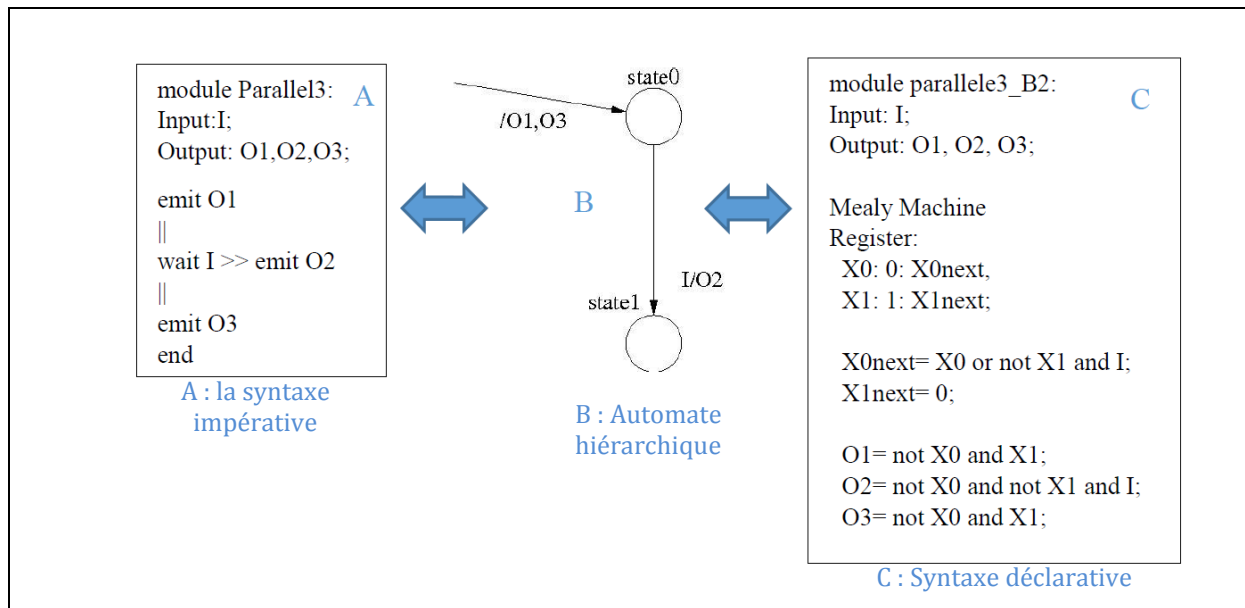 module Parallel3:
A
Input:I;
Output: O1,O2,O3;
emit O1
||
wait I >> emit O2
||
emit O3
end
A : la syntaxe
impérative
state0
/O1,O3
B
I/O2
state1
B : Automate
hiérarchique
module parallele3_B2:
C
Input: I;
Output: O1, O2, O3;
Mealy Machine
Register:
X0: 0: X0next,
X1: 1: X1next;
X0next= X0 or not X1 and I;
X1next= 0;
O1= not X0 and X1;
O2= not X0 and not X1 and I;
O3= not X0 and X1;
C : Syntaxe déclarative